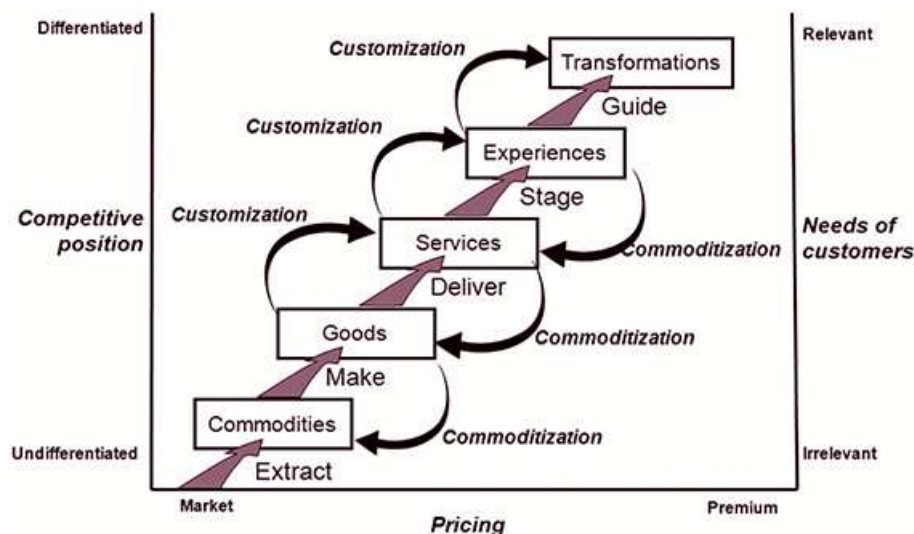 Differentiated
Relevant
Customization
Transformations
Guide
Customization
Experiences
Stage
Customization
Competitive
position
Needs of
customers
Services
Commoditization
Deliver
Goods
Commoditization
Make
Commodities
Commoditization
Undifferentiated
Irrelevant
Extract
Market
Premium
Pricing